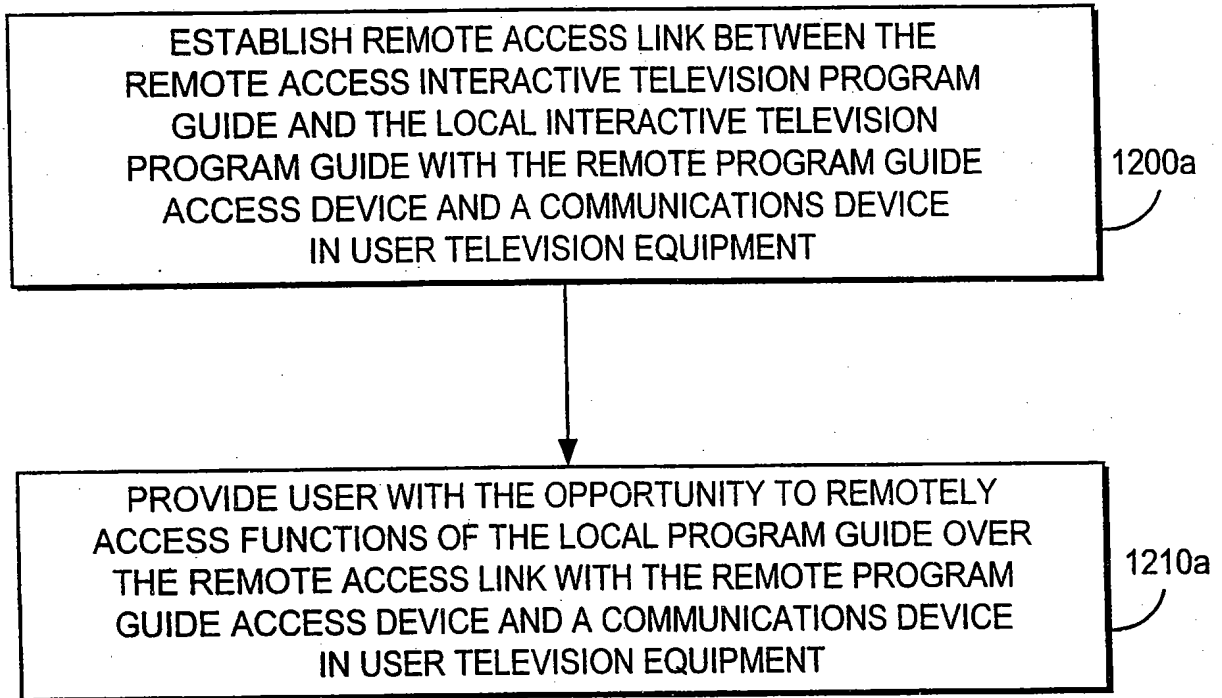 ESTABLISH REMOTE ACCESS LINK BETWEEN THE
REMOTE ACCESS INTERACTIVE TELEVISION PROGRAM
GUIDE AND THE LOCAL INTERACTIVE TELEVISION
PROGRAM GUIDE WITH THE REMOTE PROGRAM GUIDE
ACCESS DEVICE AND A COMMUNICATIONS DEVICE
IN USER TELEVISION EQUIPMENT
1200a
PROVIDE USER WITH THE OPPORTUNITY TO REMOTELY
ACCESS FUNCTIONS OF THE LOCAL PROGRAM GUIDE OVER
THE REMOTE ACCESS LINK WITH THE REMOTE PROGRAM
GUIDE ACCESS DEVICE AND A COMMUNICATIONS DEVICE
IN USER TELEVISION EQUIPMENT
1210a